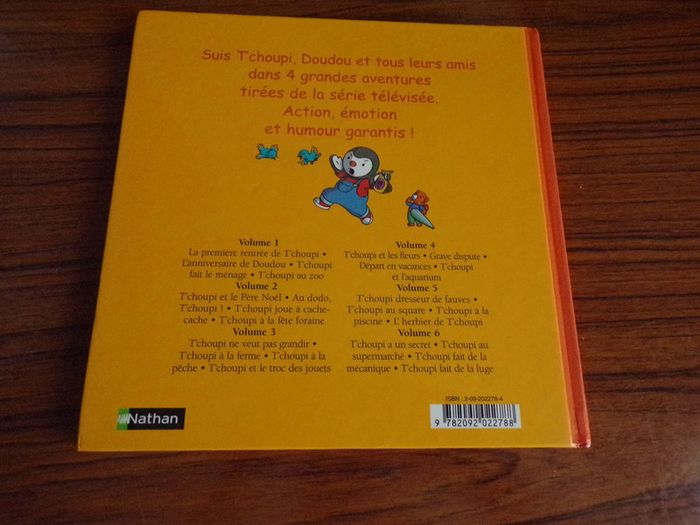 Suis T'choupi, Doudou et tous leurs amis
dans 4 grandes aventures
tirées de la série télévisée.
Action, émotion
et humour garantis !
Volume 1
La première rentrée de T'choupi •
L'anniversaire de Doudou • T'choupi
fait le ménage • T'choupi au zoo
Volume 2
T'choupi et le Père Noël • Au dodo,
T'choupi ! • T'choupi joue à cache-
cache • T'choupi à la fête foraine
Volume 3
T'choupi ne veut pas grandir •
T'choupi à la ferme • T'choupi à la
pêche • T'choupi et le troc des jouets
Volume 4
T'choupi et les fleurs • Grave dispute •
Départ en vacances • T'choupi
et l'aquarium
Volume 5
T'choupi dresseur de fauves •
T'choupi au square • T'choupi à la
piscine • L' herbier de T'choupi
Volume 6
T'choupi a un secret • T'choupi au
supermarché • T'choupi fait de la
mécanique • T'choupi fait de la luge
Nathan
ISBN : 2-09-202278-4
9 782092 022788